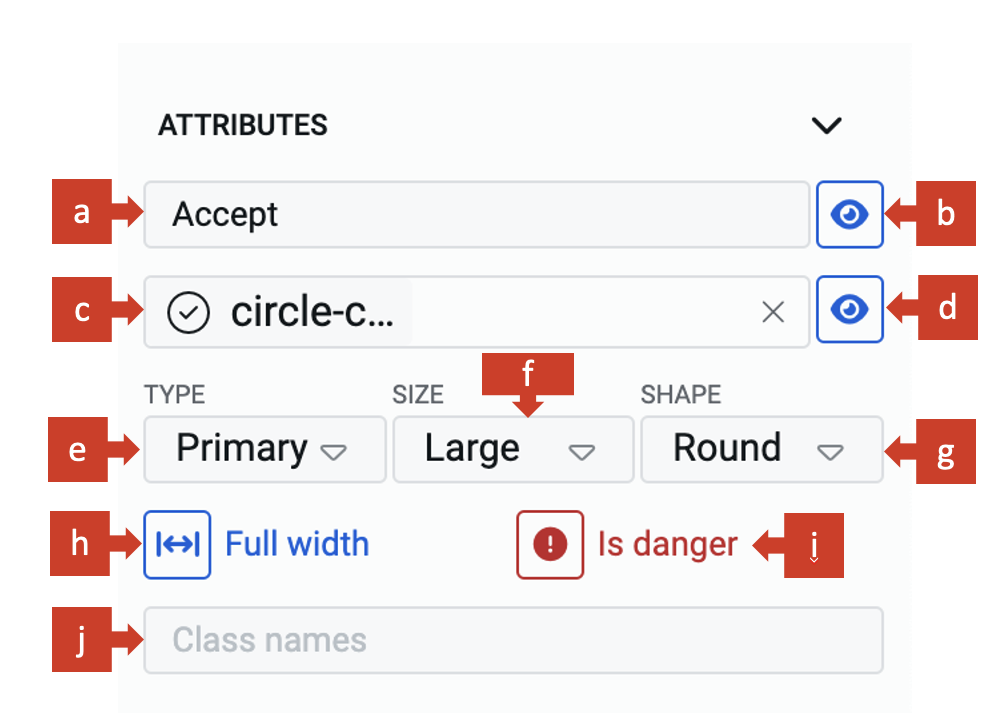 ATTRIBUTES
a Accept b
c circle-c... d
f
TYPE SIZE SHAPE
e Primary Large Round g
h Full width Is danger i
j Class names